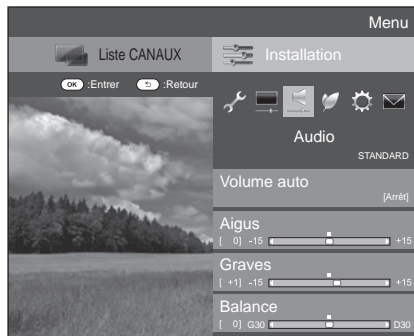 Menu
Liste CANAUX
Installation
OK :Entrer :Retour
Audio
STANDARD
Volume auto
[Arrêt]
Aigus
[ 0] -15 +15
Graves
[ +1] -15 +15
Balance
[ 0] G30 D30